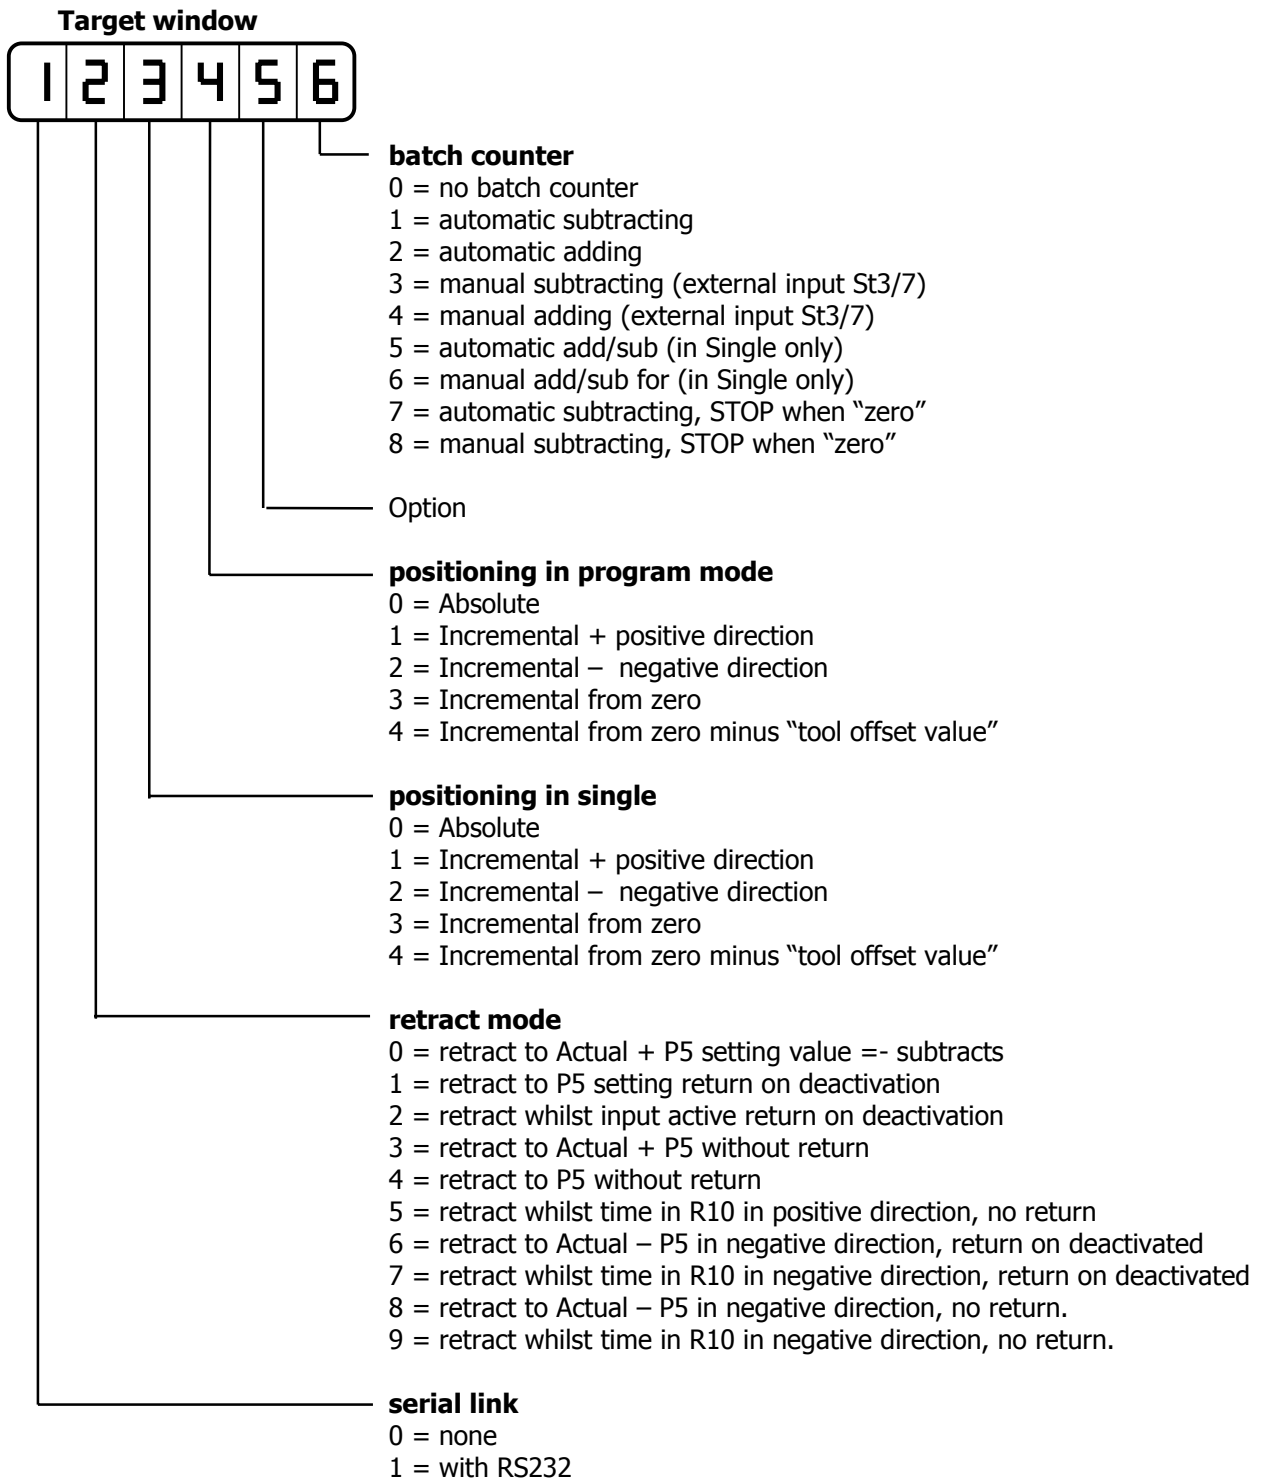 Target window
1 2 3 4 5 6
batch counter
0 = no batch counter
1 = automatic subtracting
2 = automatic adding
3 = manual subtracting (external input St3/7)
4 = manual adding (external input St3/7)
5 = automatic add/sub (in Single only)
6 = manual add/sub for (in Single only)
7 = automatic subtracting, STOP when “zero”
8 = manual subtracting, STOP when “zero”
Option
positioning in program mode
0 = Absolute
1 = Incremental + positive direction
2 = Incremental –  negative direction
3 = Incremental from zero
4 = Incremental from zero minus “tool offset value”
positioning in single
0 = Absolute
1 = Incremental + positive direction
2 = Incremental –  negative direction
3 = Incremental from zero
4 = Incremental from zero minus “tool offset value”
retract mode
0 = retract to Actual + P5 setting value =- subtracts
1 = retract to P5 setting return on deactivation
2 = retract whilst input active return on deactivation
3 = retract to Actual + P5 without return
4 = retract to P5 without return
5 = retract whilst time in R10 in positive direction, no return
6 = retract to Actual – P5 in negative direction, return on deactivated
7 = retract whilst time in R10 in negative direction, return on deactivated
8 = retract to Actual – P5 in negative direction, no return.
9 = retract whilst time in R10 in negative direction, no return.
serial link
0 = none
1 = with RS232